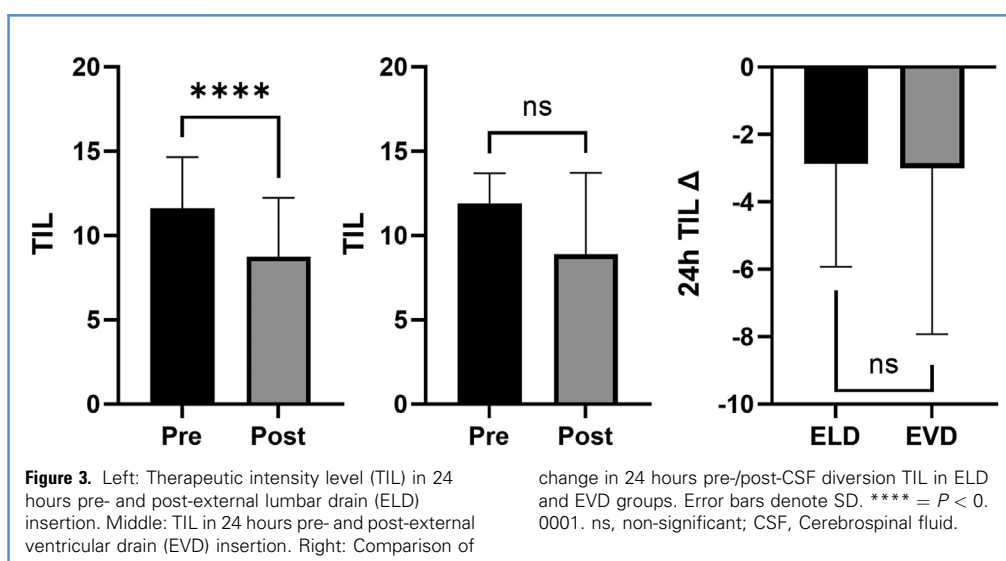 20
15
10
5
0
TIL
****
Pre Post
20
15
10
5
0
TIL
ns
Pre Post
0
-2
-4
-6
-8
-10
24h TIL Δ
ns
ELD EVD
Figure 3. Left: Therapeutic intensity level (TIL) in 24
hours pre- and post-external lumbar drain (ELD)
insertion. Middle: TIL in 24 hours pre- and post-external
ventricular drain (EVD) insertion. Right: Comparison of
change in 24 hours pre-/post-CSF diversion TIL in ELD
and EVD groups. Error bars denote SD. **** = P < 0.
0001. ns, non-significant; CSF, Cerebrospinal fluid.